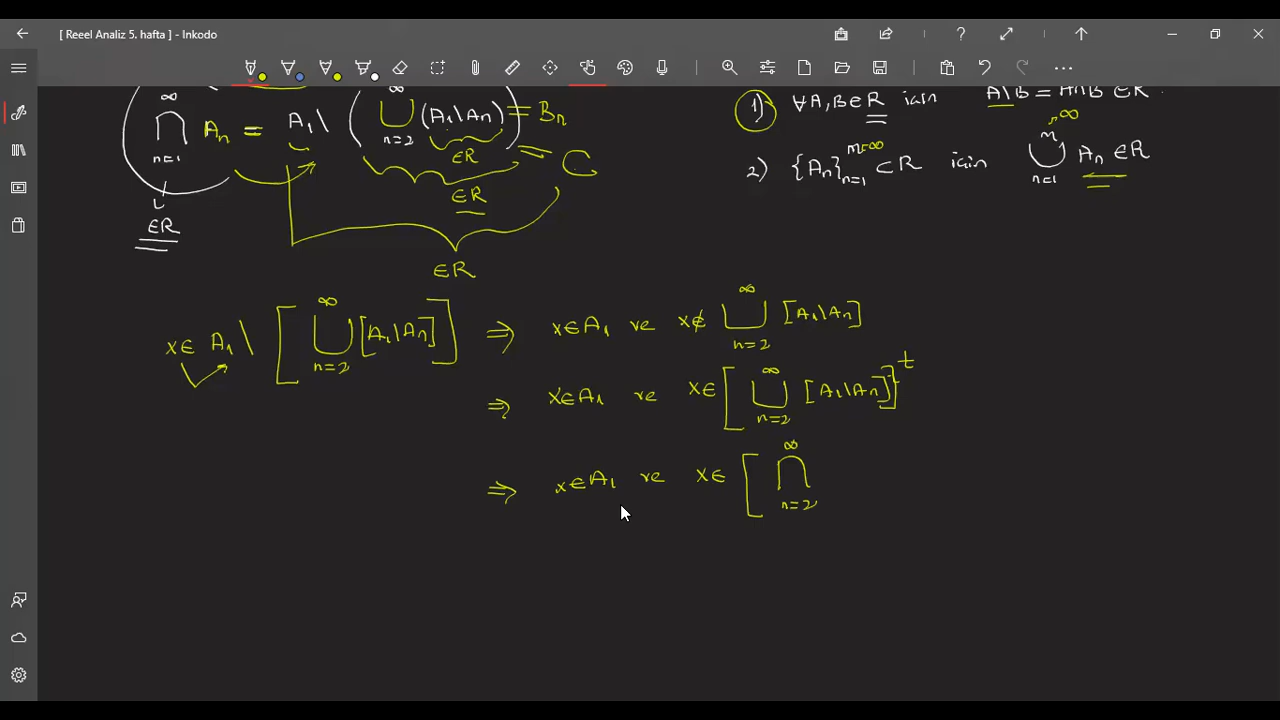 [ Reeel Analiz 5. hafta ] - Inkodo
∞ ⋂ n=1 An = A₁ \ ( ∞ ⋃ n=2 (A₁\An) ) = Bn
∈R
= C
∈R
∈R
∈R
1) ∀A,B∈R için A\B = A∩B ∈R.
2) {An} m=∞ n=1 ⊂R için m → ∞ ⋃ n=1 An ∈R
x∈ A₁ \ [ ∞ ⋃ n=2 [A₁\An] ] ⇒ x∈A₁ ve x∉ ∞ ⋃ n=2 [A₁\An]
⇒ x∈A₁ ve x∈ [ ∞ ⋃ n=2 [A₁\An] ]ᵗ
⇒ x∈A₁ ve x∈ [ ∞ ⋂ n=2